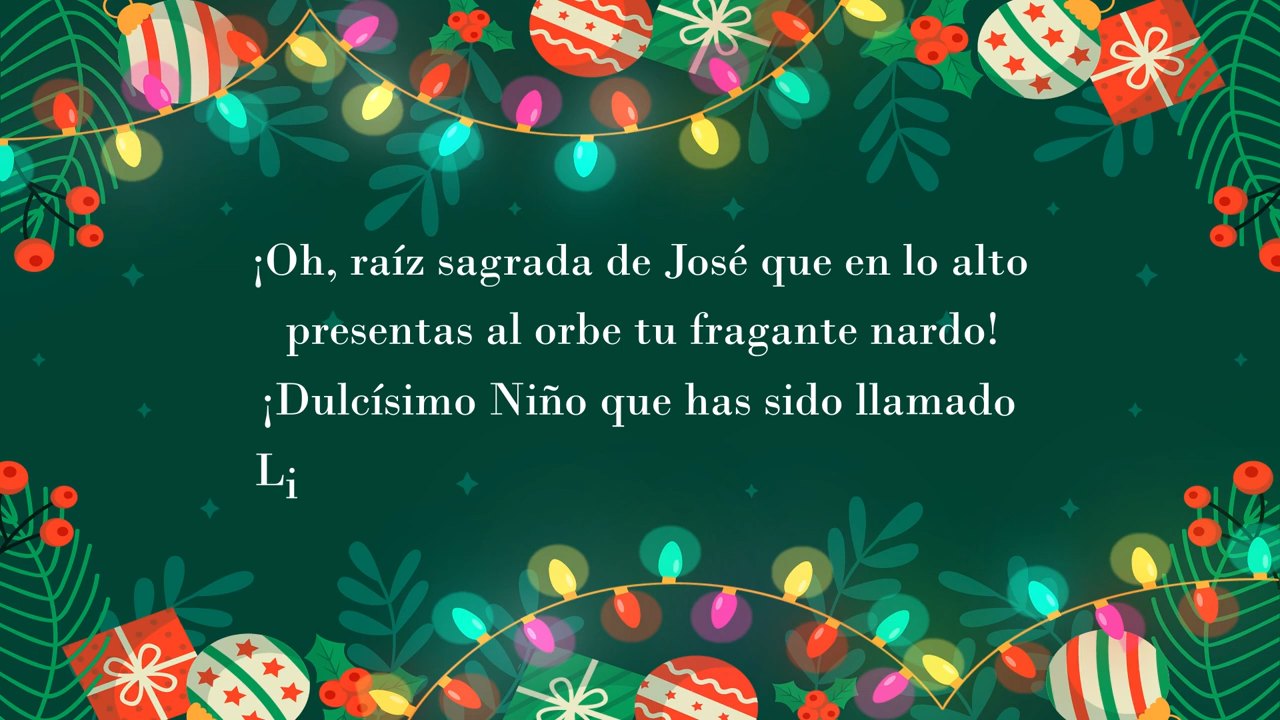 ¡Oh, raíz sagrada de José que en lo alto
presentas al orbe tu fragante nardo!
¡Dulcísimo Niño que has sido llamado
Li